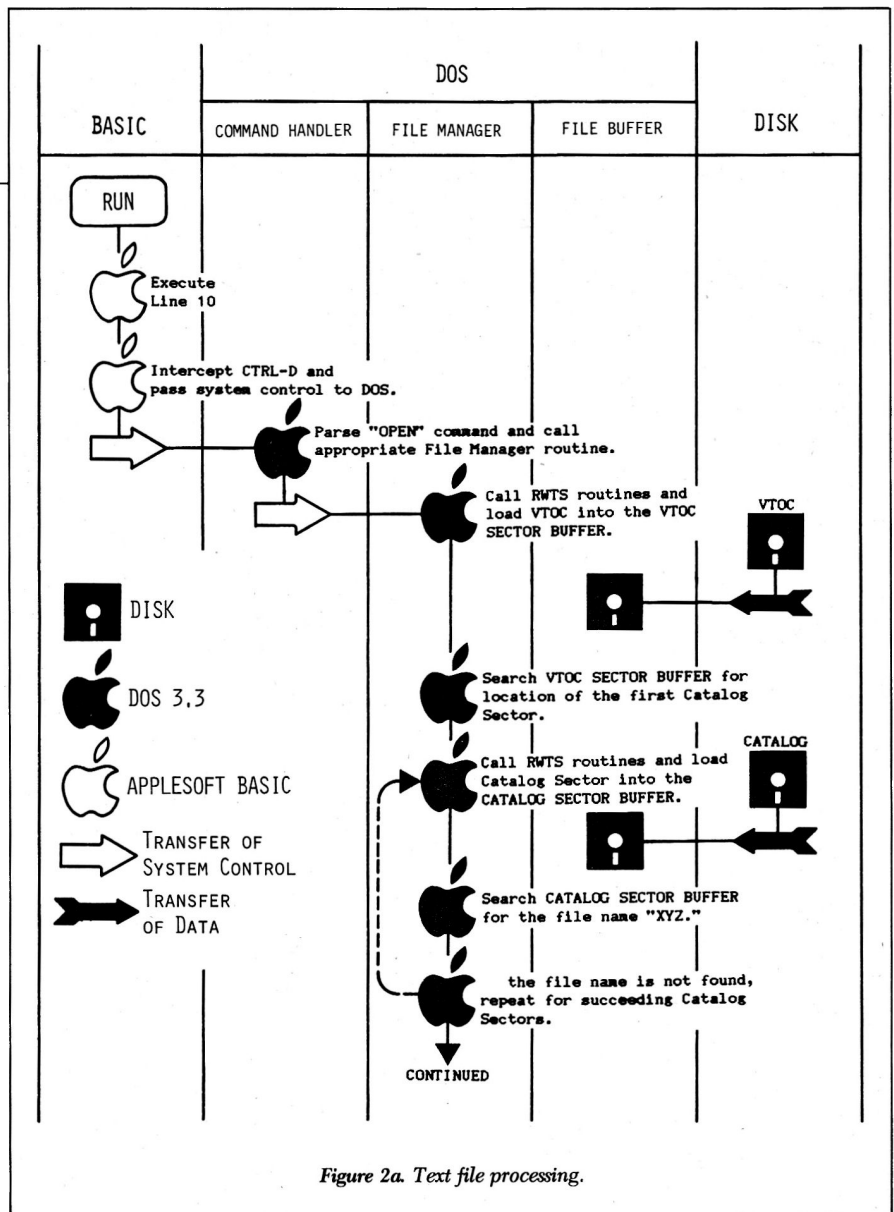 DOS
BASIC
COMMAND HANDLER
FILE MANAGER
FILE BUFFER
DISK
RUN
Execute
Line 10
Intercept CTRL-D and
pass system control to DOS.
Parse "OPEN" command and call
appropriate File Manager routine.
Call RWTS routines and
load VTOC into the VTOC
SECTOR BUFFER.
VTOC
DISK
DOS 3.3
APPLESOFT BASIC
TRANSFER OF
SYSTEM CONTROL
TRANSFER
OF DATA
Search VTOC SECTOR BUFFER for
location of the first Catalog
Sector.
Call RWTS routines and load
Catalog Sector into the
CATALOG SECTOR BUFFER.
CATALOG
Search CATALOG SECTOR BUFFER
for the file name "XYZ."
the file name is not found,
repeat for succeeding Catalog
Sectors.
CONTINUED
Figure 2a. Text file processing.